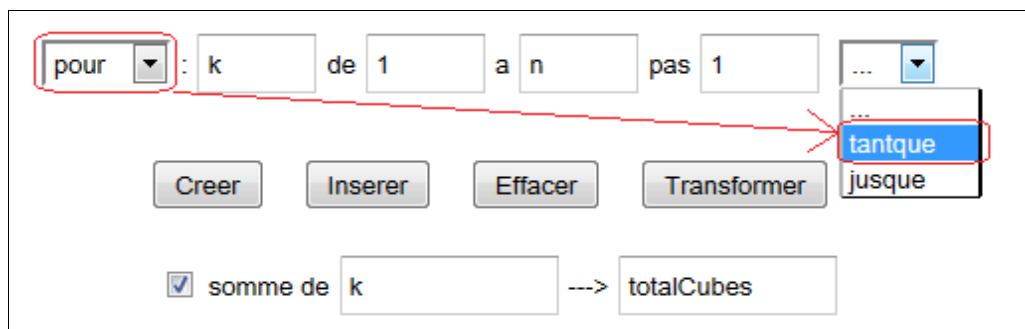 pour : k de 1 a n pas 1 ...
...
tantque
Creer Inserer Effacer Transformer jusque
somme de k ---> totalCubes